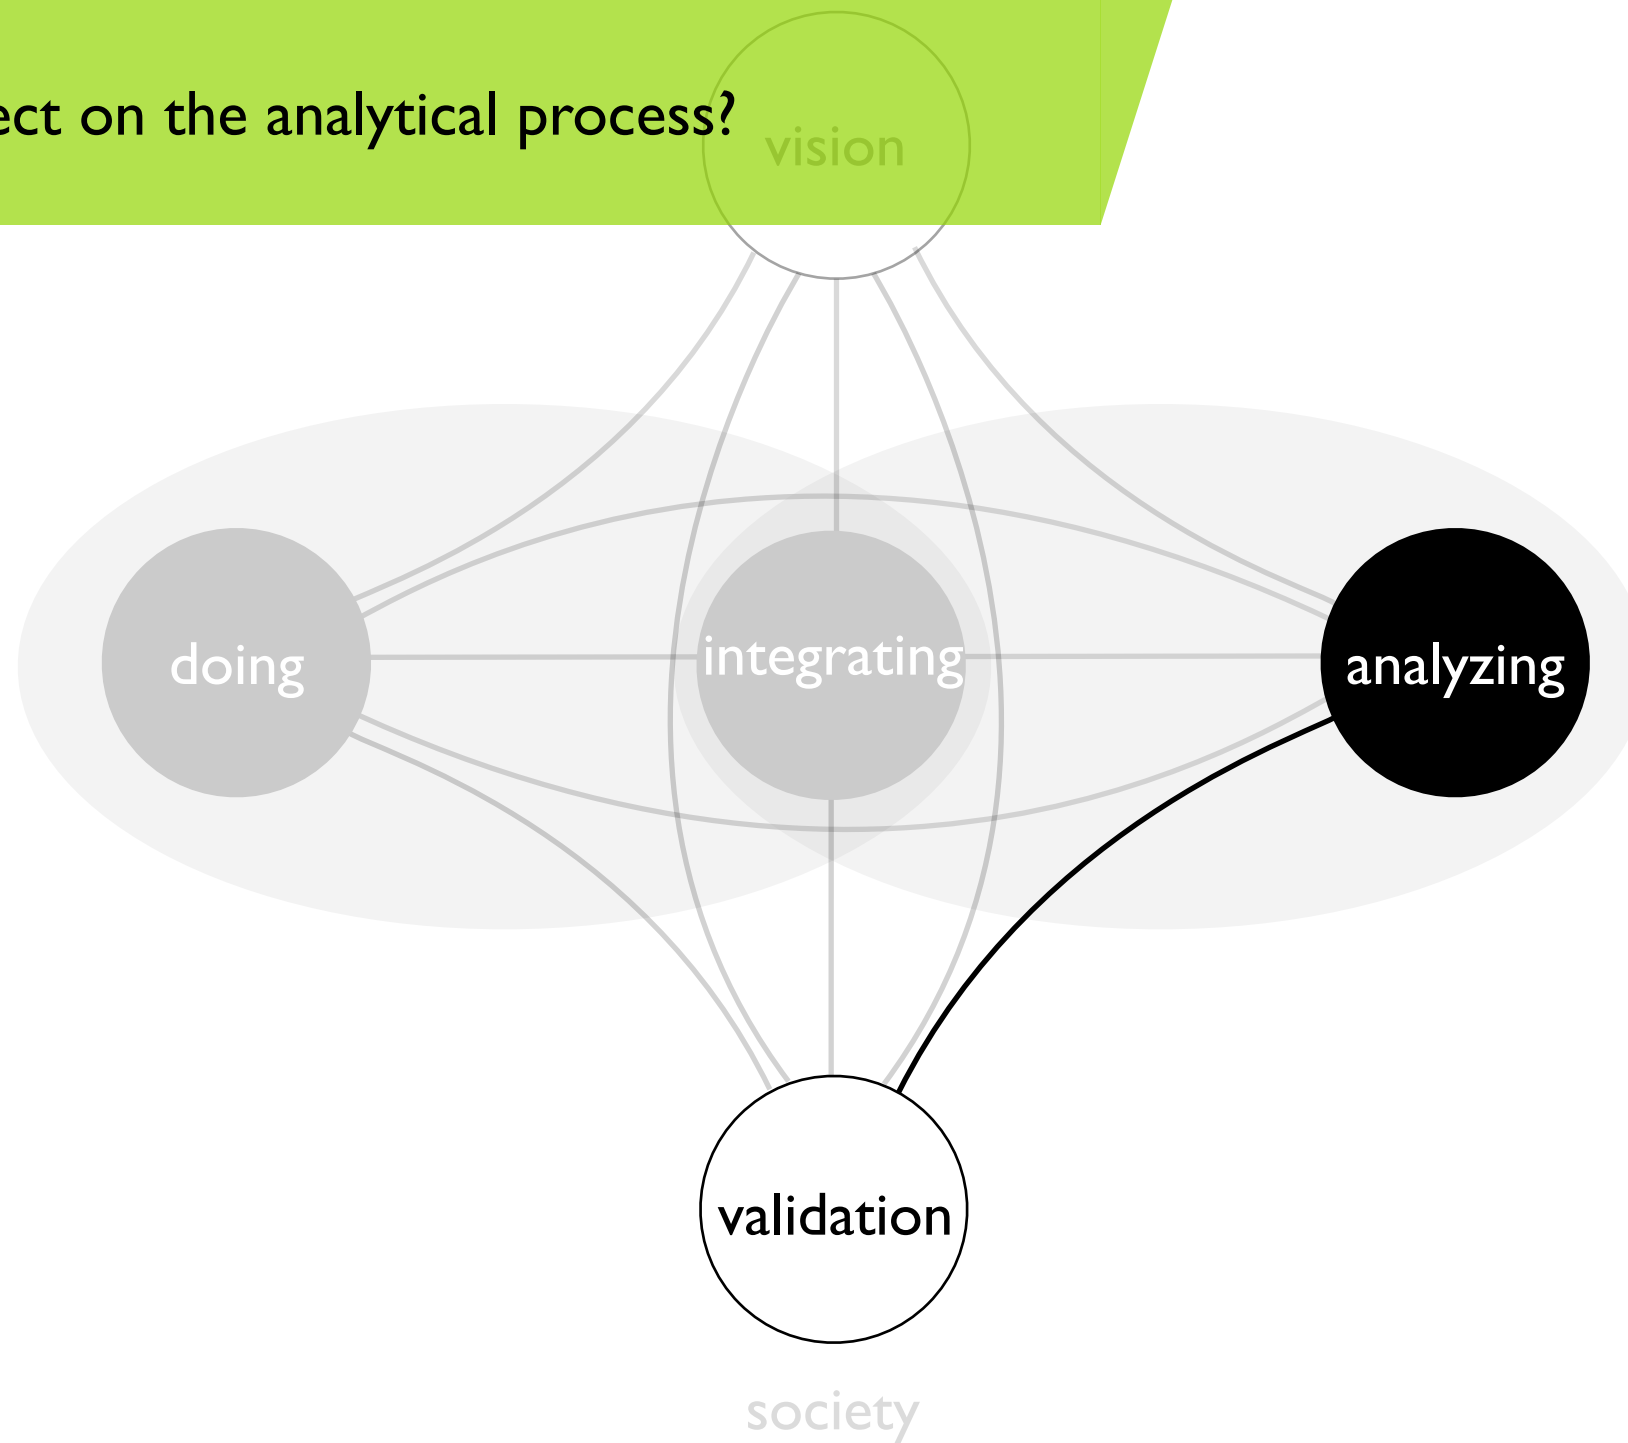 ect on the analytical process?
vision
doing
integrating
analyzing
validation
society